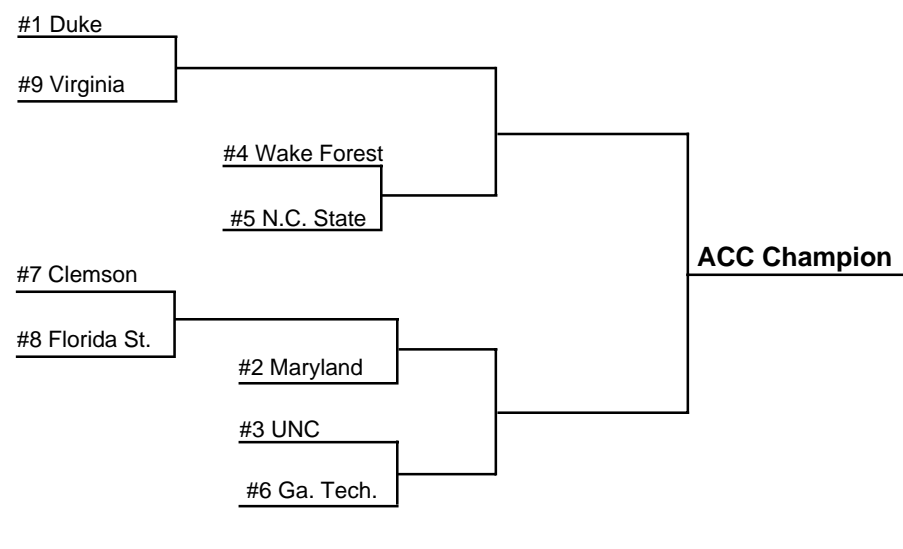 #1 Duke
#9 Virginia
#4 Wake Forest
#5 N.C. State
ACC Champion
#7 Clemson
#8 Florida St.
#2 Maryland
#3 UNC
#6 Ga. Tech.